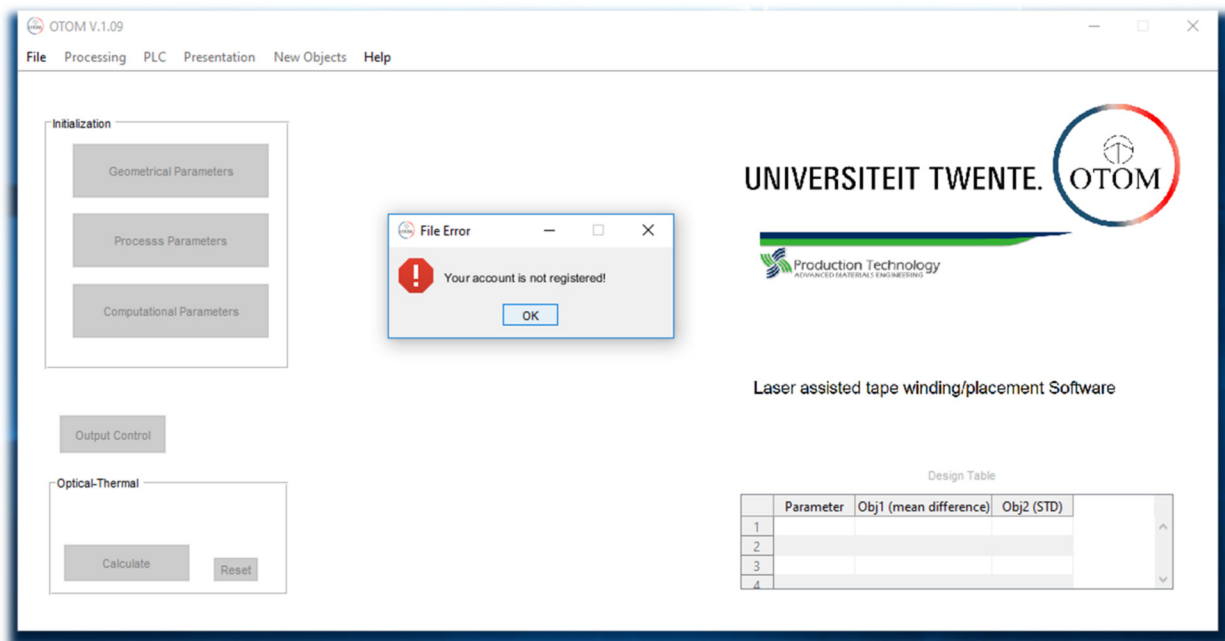 OTOM V.1.09
File Processing PLC Presentation New Objects Help
Initialization
Geometrical Parameters
Processs Parameters
Computational Parameters
Output Control
Optical-Thermal
Calculate
Reset
File Error
Your account is not registered!
OK
UNIVERSITEIT TWENTE.
OTOM
Production Technology
ADVANCED MATERIALS ENGINEERING
Laser assisted tape winding/placement Software
Design Table
Parameter Obj1 (mean difference) Obj2 (STD)
1
2
3
4